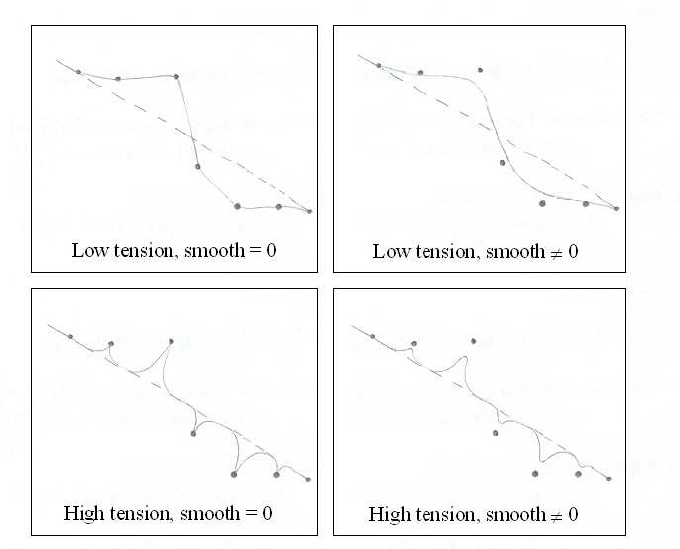 Low tension, smooth = 0
Low tension, smooth ≠ 0
High tension, smooth = 0
High tension, smooth ≠ 0